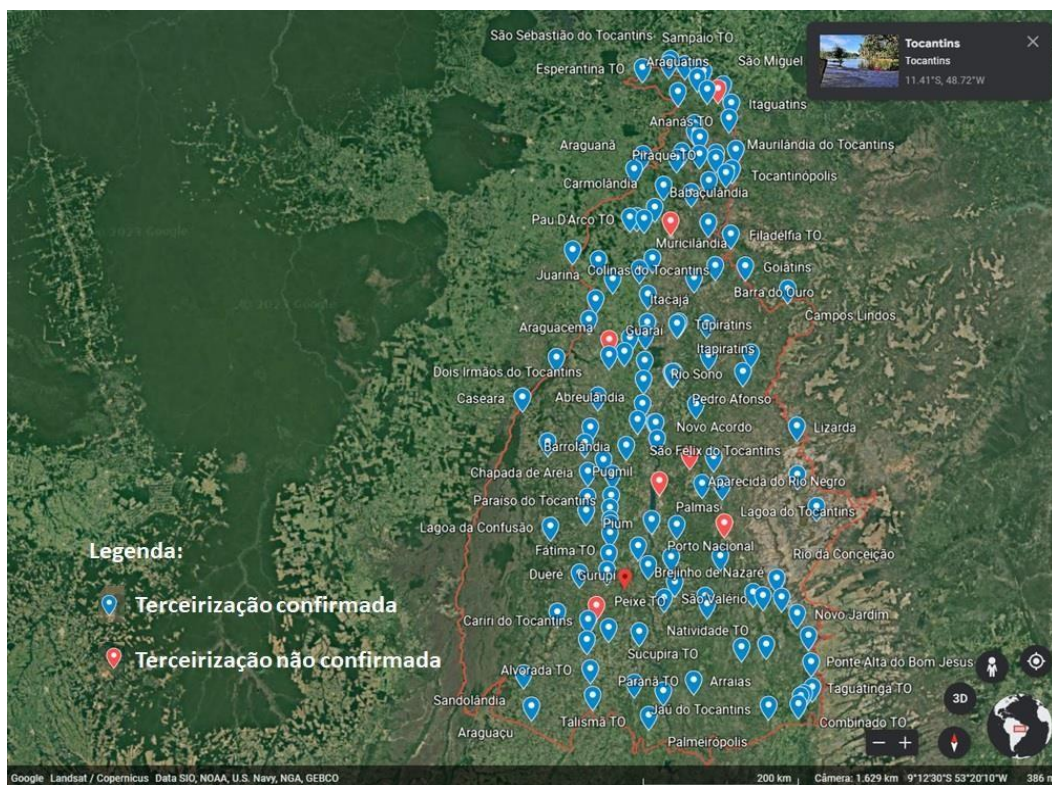 São Sebastião do Tocantins
Sampaio TO
Esperantina TO
Araguatins
São Miguel
Tocantins
Tocantins
11.41°S, 48.72°W
Itaguatins
Ananás TO
Araguanã
Piraquê TO
Maurilândia do Tocantins
Carmolândia
Tocantinópolis
Babaçulândia
Pau D'Arco TO
Muricilândia
Filadélfia TO
Juarina
Colinas do Tocantins
Goiatins
Itacajá
Barra do Ouro
Campos Lindos
Araguacema
Guaraí
Tupiratins
Itapiratins
Dois Irmãos do Tocantins
Rio Sono
Caseara
Abreulândia
Pedro Afonso
Novo Acordo
Lizarda
Barrolândia
São Félix do Tocantins
Chapada de Areia
Pugmil
Aparecida do Rio Negro
Paraíso do Tocantins
Palmas
Lagoa do Tocantins
Lagoa da Confusão
Pium
Legenda:
Fátima TO
Porto Nacional
Rio da Conceição
Dueré
Gurupi
Brejinho de Nazaré
Terceirização confirmada
Peixe TO
São Valério
Cariri do Tocantins
Novo Jardim
Natividade TO
Terceirização não confirmada
Sucupira TO
Ponte Alta do Bom Jesus
Alvorada TO
Paranã TO
Arraias
Taguatinga TO
3D
Sandolândia
Jaú do Tocantins
Talismã TO
Combinado TO
Araguaçu
Palmeirópolis
Google
© 2023 Google
Google Landsat / Copernicus Data SIO, NOAA, U.S. Navy, NGA, GEBCO
200 km
Câmera: 1.629 km 9°12'30"S 53°20'10"W 386 m